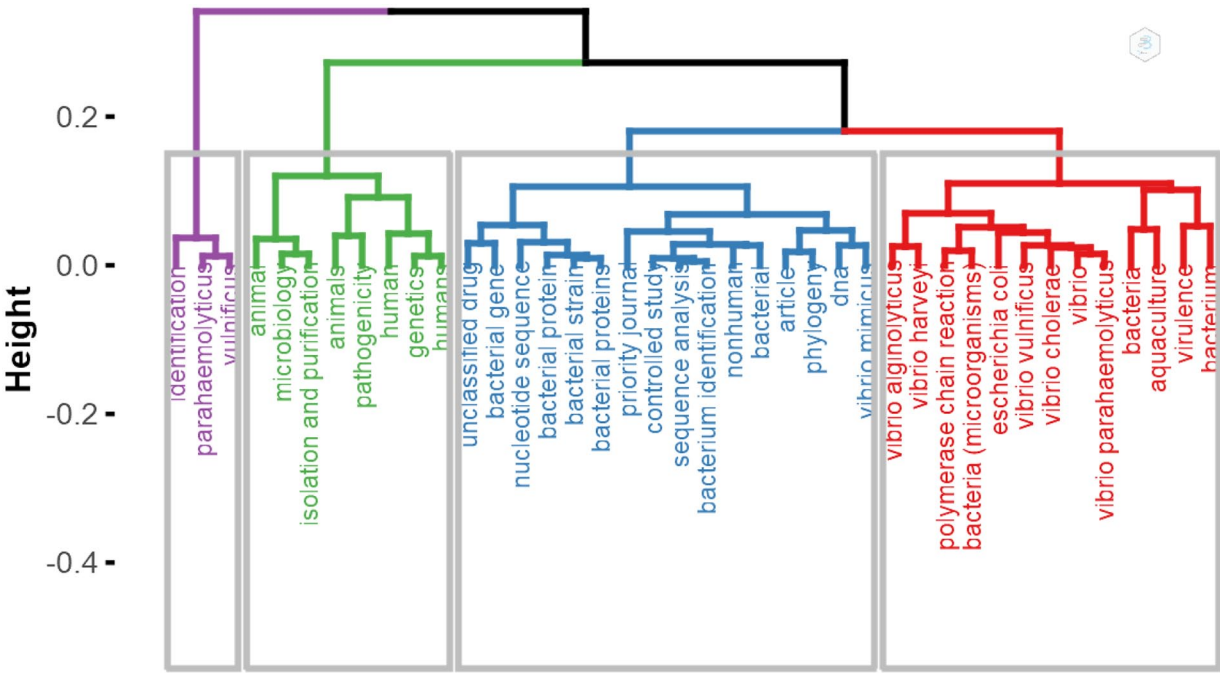 0.2
0.0
-0.2
-0.4
Height
identification
parahaemolyticus
vulnificus
animal
microbiology
isolation and purification
animals
pathogenicity
human
genetics
humans
unclassified drug
bacterial gene
nucleotide sequence
bacterial protein
bacterial strain
bacterial proteins
priority journal
controlled study
sequence analysis
bacterium identification
nonhuman
bacterial
article
phylogeny
dna
vibrio mimicus
vibrio alginolyticus
vibrio harveyi
polymerase chain reaction
bacteria (microorganisms)
escherichia coli
vibrio vulnificus
vibrio cholerae
vibrio
vibrio parahaemolyticus
bacteria
aquaculture
virulence
bacterium